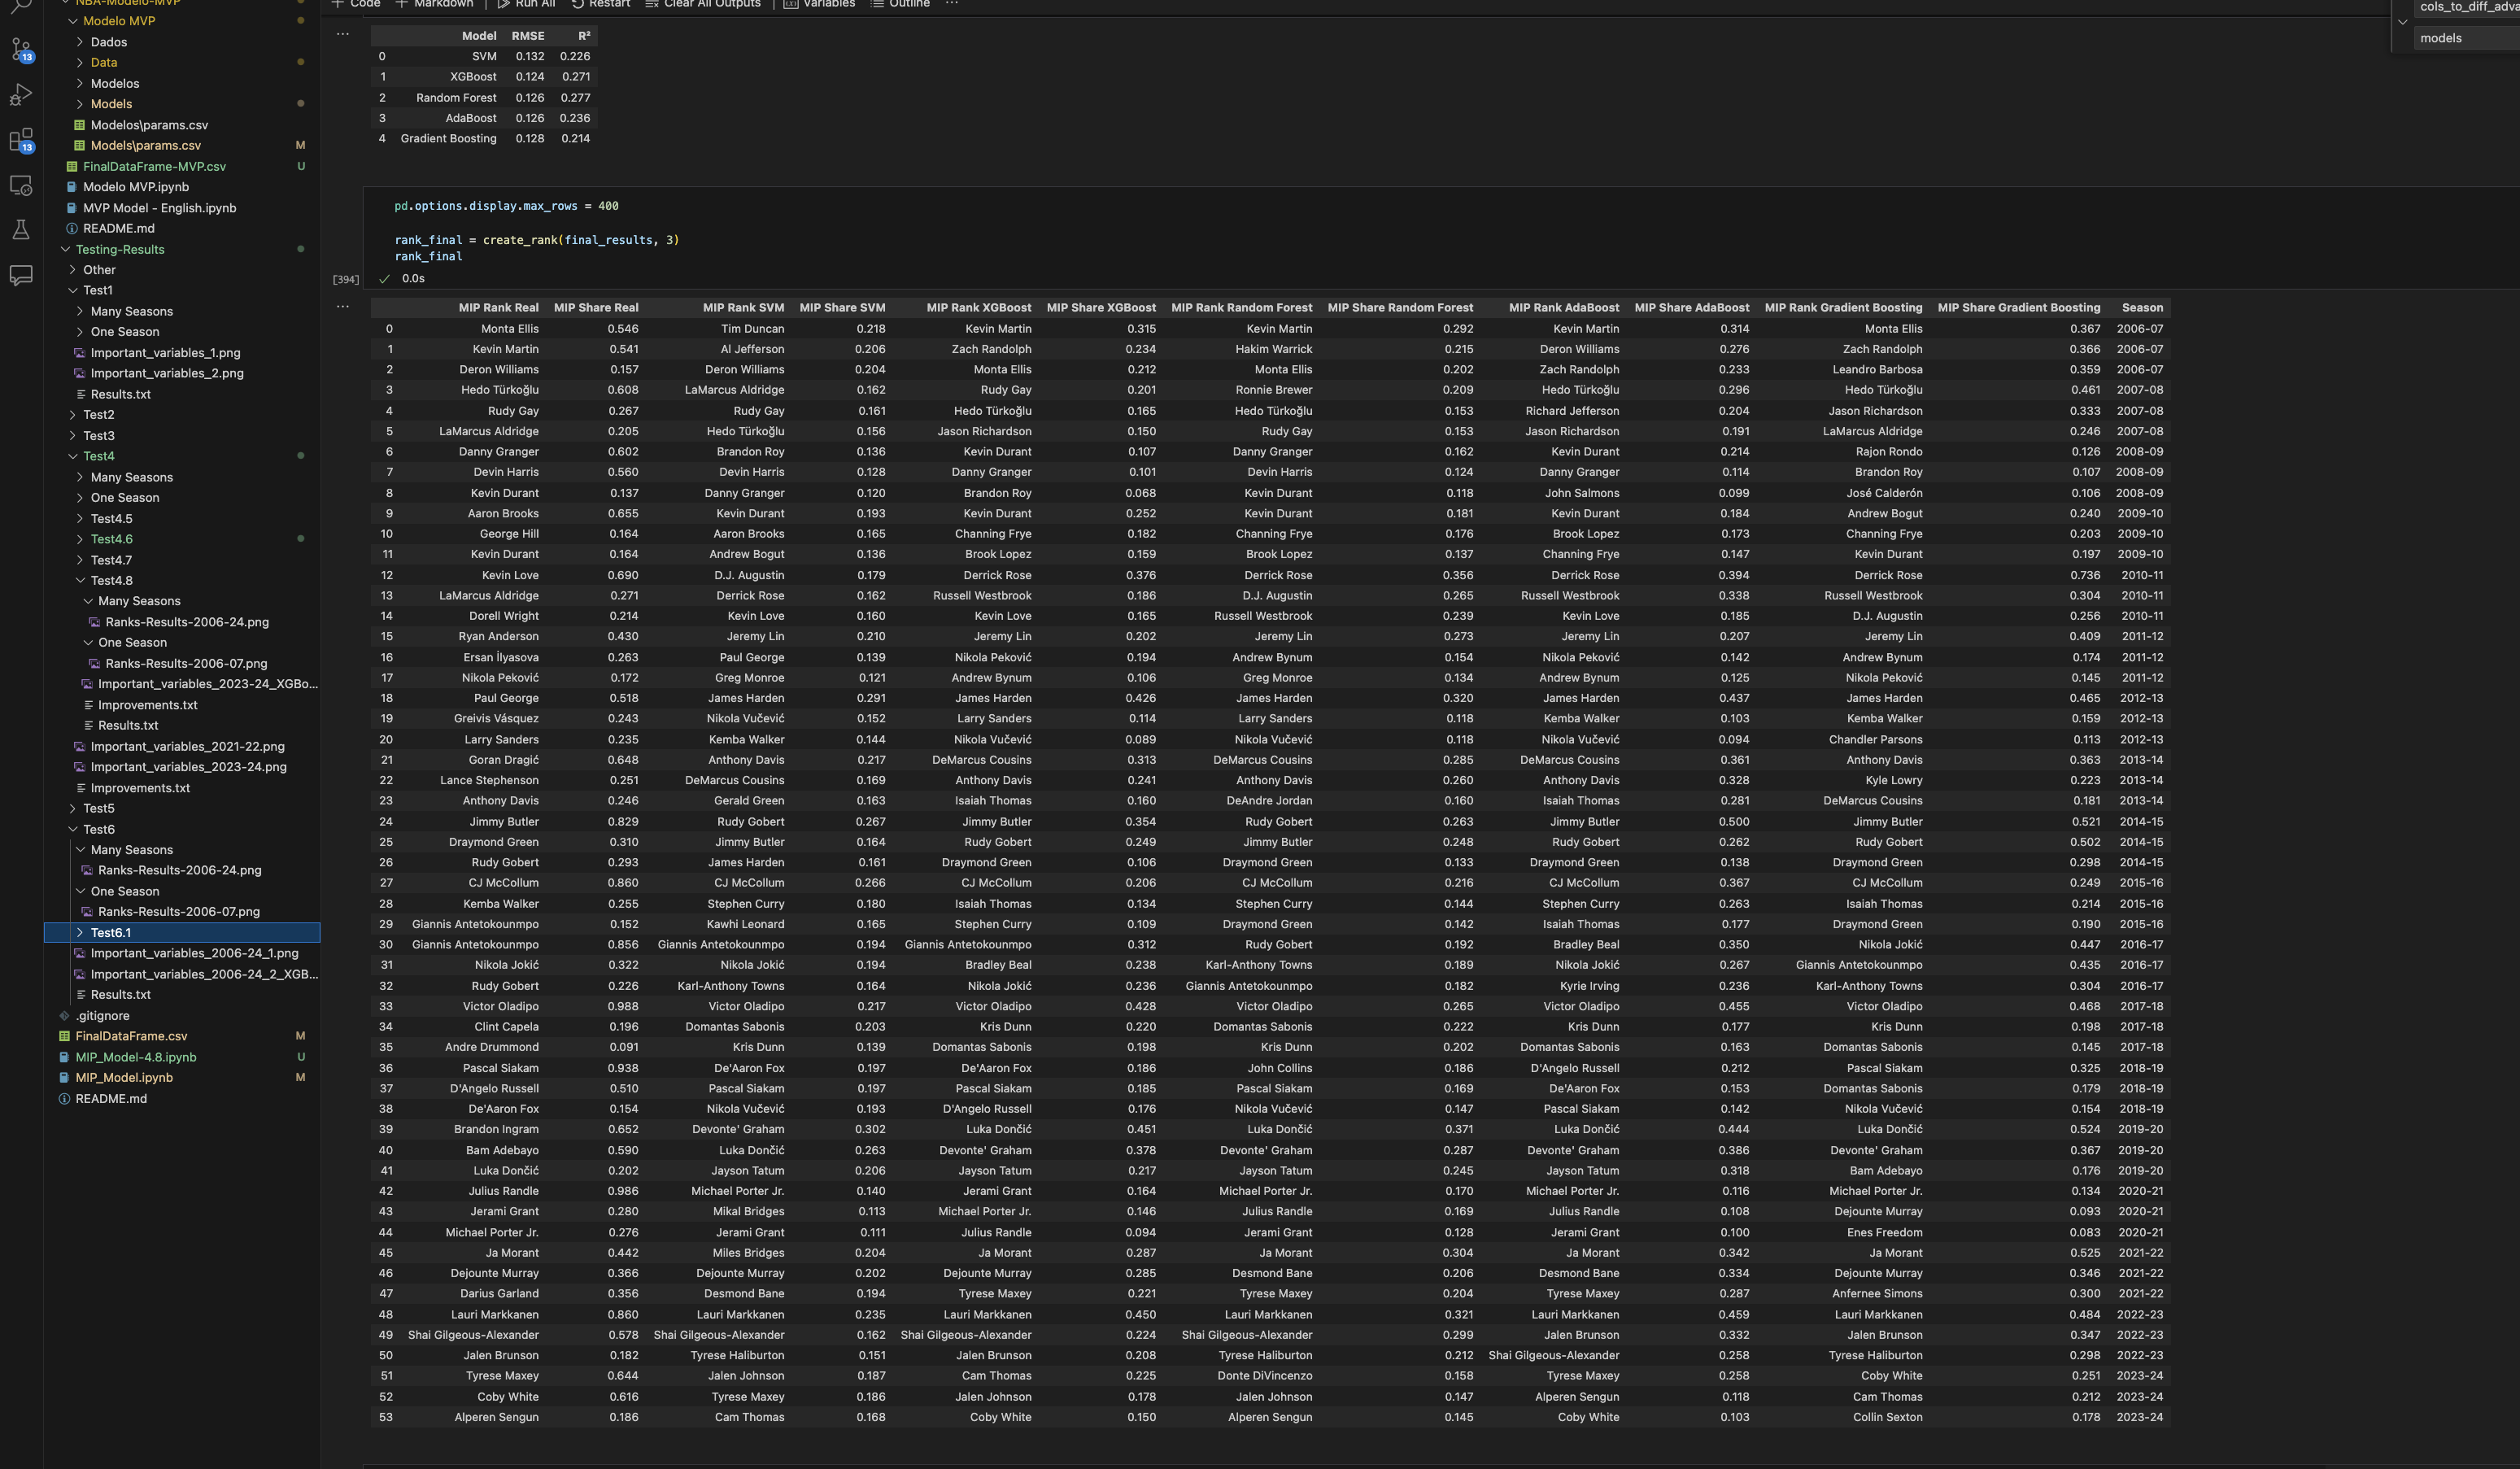 NBA-Modelo-MVP
Modelo MVP
Dados
Data
Modelos
Models
Modelos\params.csv
Models\params.csv M
FinalDataFrame-MVP.csv U
Modelo MVP.ipynb
MVP Model - English.ipynb
README.md
Testing-Results
Other
Test1
Many Seasons
One Season
Important_variables_1.png
Important_variables_2.png
Results.txt
Test2
Test3
Test4
Many Seasons
One Season
Test4.5
Test4.6
Test4.7
Test4.8
Many Seasons
Ranks-Results-2006-24.png
One Season
Ranks-Results-2006-07.png
Important_variables_2023-24_XGBo...
Improvements.txt
Results.txt
Important_variables_2021-22.png
Important_variables_2023-24.png
Improvements.txt
Test5
Test6
Many Seasons
Ranks-Results-2006-24.png
One Season
Ranks-Results-2006-07.png
Test6.1
Important_variables_2006-24_1.png
Important_variables_2006-24_2_XGB...
Results.txt
.gitignore
FinalDataFrame.csv M
MIP_Model-4.8.ipynb U
MIP_Model.ipynb M
README.md
13
13
+ Code + Markdown | Run All Restart Clear All Outputs | Variables Outline ...
cols_to_diff_adva
models
...
Model RMSE R²
0 SVM 0.132 0.226
1 XGBoost 0.124 0.271
2 Random Forest 0.126 0.277
3 AdaBoost 0.126 0.236
4 Gradient Boosting 0.128 0.214
pd.options.display.max_rows = 400
rank_final = create_rank(final_results, 3)
rank_final
[394] ✓ 0.0s
...
MIP Rank Real MIP Share Real MIP Rank SVM MIP Share SVM MIP Rank XGBoost MIP Share XGBoost MIP Rank Random Forest MIP Share Random Forest MIP Rank AdaBoost MIP Share AdaBoost MIP Rank Gradient Boosting MIP Share Gradient Boosting Season
0 Monta Ellis 0.546 Tim Duncan 0.218 Kevin Martin 0.315 Kevin Martin 0.292 Kevin Martin 0.314 Monta Ellis 0.367 2006-07
1 Kevin Martin 0.541 Al Jefferson 0.206 Zach Randolph 0.234 Hakim Warrick 0.215 Deron Williams 0.276 Zach Randolph 0.366 2006-07
2 Deron Williams 0.157 Deron Williams 0.204 Monta Ellis 0.212 Monta Ellis 0.202 Zach Randolph 0.233 Leandro Barbosa 0.359 2006-07
3 Hedo Türkoğlu 0.608 LaMarcus Aldridge 0.162 Rudy Gay 0.201 Ronnie Brewer 0.209 Hedo Türkoğlu 0.296 Hedo Türkoğlu 0.461 2007-08
4 Rudy Gay 0.267 Rudy Gay 0.161 Hedo Türkoğlu 0.165 Hedo Türkoğlu 0.153 Richard Jefferson 0.204 Jason Richardson 0.333 2007-08
5 LaMarcus Aldridge 0.205 Hedo Türkoğlu 0.156 Jason Richardson 0.150 Rudy Gay 0.153 Jason Richardson 0.191 LaMarcus Aldridge 0.246 2007-08
6 Danny Granger 0.602 Brandon Roy 0.136 Kevin Durant 0.107 Danny Granger 0.162 Kevin Durant 0.214 Rajon Rondo 0.126 2008-09
7 Devin Harris 0.560 Devin Harris 0.128 Danny Granger 0.101 Devin Harris 0.124 Danny Granger 0.114 Brandon Roy 0.107 2008-09
8 Kevin Durant 0.137 Danny Granger 0.120 Brandon Roy 0.068 Kevin Durant 0.118 John Salmons 0.099 José Calderón 0.106 2008-09
9 Aaron Brooks 0.655 Kevin Durant 0.193 Kevin Durant 0.252 Kevin Durant 0.181 Kevin Durant 0.184 Andrew Bogut 0.240 2009-10
10 George Hill 0.164 Aaron Brooks 0.165 Channing Frye 0.182 Channing Frye 0.176 Brook Lopez 0.173 Channing Frye 0.203 2009-10
11 Kevin Durant 0.164 Andrew Bogut 0.136 Brook Lopez 0.159 Brook Lopez 0.137 Channing Frye 0.147 Kevin Durant 0.197 2009-10
12 Kevin Love 0.690 D.J. Augustin 0.179 Derrick Rose 0.376 Derrick Rose 0.356 Derrick Rose 0.394 Derrick Rose 0.736 2010-11
13 LaMarcus Aldridge 0.271 Derrick Rose 0.162 Russell Westbrook 0.186 D.J. Augustin 0.265 Russell Westbrook 0.338 Russell Westbrook 0.304 2010-11
14 Dorell Wright 0.214 Kevin Love 0.160 Kevin Love 0.165 Russell Westbrook 0.239 Kevin Love 0.185 D.J. Augustin 0.256 2010-11
15 Ryan Anderson 0.430 Jeremy Lin 0.210 Jeremy Lin 0.202 Jeremy Lin 0.273 Jeremy Lin 0.207 Jeremy Lin 0.409 2011-12
16 Ersan İlyasova 0.263 Paul George 0.139 Nikola Peković 0.194 Andrew Bynum 0.154 Nikola Peković 0.142 Andrew Bynum 0.174 2011-12
17 Nikola Peković 0.172 Greg Monroe 0.121 Andrew Bynum 0.106 Greg Monroe 0.134 Andrew Bynum 0.125 Nikola Peković 0.145 2011-12
18 Paul George 0.518 James Harden 0.291 James Harden 0.426 James Harden 0.320 James Harden 0.437 James Harden 0.465 2012-13
19 Greivis Vásquez 0.243 Nikola Vučević 0.152 Larry Sanders 0.114 Larry Sanders 0.118 Kemba Walker 0.103 Kemba Walker 0.159 2012-13
20 Larry Sanders 0.235 Kemba Walker 0.144 Nikola Vučević 0.089 Nikola Vučević 0.118 Nikola Vučević 0.094 Chandler Parsons 0.113 2012-13
21 Goran Dragić 0.648 Anthony Davis 0.217 DeMarcus Cousins 0.313 DeMarcus Cousins 0.285 DeMarcus Cousins 0.361 Anthony Davis 0.363 2013-14
22 Lance Stephenson 0.251 DeMarcus Cousins 0.169 Anthony Davis 0.241 Anthony Davis 0.260 Anthony Davis 0.328 Kyle Lowry 0.223 2013-14
23 Anthony Davis 0.246 Gerald Green 0.163 Isaiah Thomas 0.160 DeAndre Jordan 0.160 Isaiah Thomas 0.281 DeMarcus Cousins 0.181 2013-14
24 Jimmy Butler 0.829 Rudy Gobert 0.267 Jimmy Butler 0.354 Rudy Gobert 0.263 Jimmy Butler 0.500 Jimmy Butler 0.521 2014-15
25 Draymond Green 0.310 Jimmy Butler 0.164 Rudy Gobert 0.249 Jimmy Butler 0.248 Rudy Gobert 0.262 Rudy Gobert 0.502 2014-15
26 Rudy Gobert 0.293 James Harden 0.161 Draymond Green 0.106 Draymond Green 0.133 Draymond Green 0.138 Draymond Green 0.298 2014-15
27 CJ McCollum 0.860 CJ McCollum 0.266 CJ McCollum 0.206 CJ McCollum 0.216 CJ McCollum 0.367 CJ McCollum 0.249 2015-16
28 Kemba Walker 0.255 Stephen Curry 0.180 Isaiah Thomas 0.134 Stephen Curry 0.144 Stephen Curry 0.263 Isaiah Thomas 0.214 2015-16
29 Giannis Antetokounmpo 0.152 Kawhi Leonard 0.165 Stephen Curry 0.109 Draymond Green 0.142 Isaiah Thomas 0.177 Draymond Green 0.190 2015-16
30 Giannis Antetokounmpo 0.856 Giannis Antetokounmpo 0.194 Giannis Antetokounmpo 0.312 Rudy Gobert 0.192 Bradley Beal 0.350 Nikola Jokić 0.447 2016-17
31 Nikola Jokić 0.322 Nikola Jokić 0.194 Bradley Beal 0.238 Karl-Anthony Towns 0.189 Nikola Jokić 0.267 Giannis Antetokounmpo 0.435 2016-17
32 Rudy Gobert 0.226 Karl-Anthony Towns 0.164 Nikola Jokić 0.236 Giannis Antetokounmpo 0.182 Kyrie Irving 0.236 Karl-Anthony Towns 0.304 2016-17
33 Victor Oladipo 0.988 Victor Oladipo 0.217 Victor Oladipo 0.428 Victor Oladipo 0.265 Victor Oladipo 0.455 Victor Oladipo 0.468 2017-18
34 Clint Capela 0.196 Domantas Sabonis 0.203 Kris Dunn 0.220 Domantas Sabonis 0.222 Kris Dunn 0.177 Kris Dunn 0.198 2017-18
35 Andre Drummond 0.091 Kris Dunn 0.139 Domantas Sabonis 0.198 Kris Dunn 0.202 Domantas Sabonis 0.163 Domantas Sabonis 0.145 2017-18
36 Pascal Siakam 0.938 De'Aaron Fox 0.197 De'Aaron Fox 0.186 John Collins 0.186 D'Angelo Russell 0.212 Pascal Siakam 0.325 2018-19
37 D'Angelo Russell 0.510 Pascal Siakam 0.197 Pascal Siakam 0.185 Pascal Siakam 0.169 De'Aaron Fox 0.153 Domantas Sabonis 0.179 2018-19
38 De'Aaron Fox 0.154 Nikola Vučević 0.193 D'Angelo Russell 0.176 Nikola Vučević 0.147 Pascal Siakam 0.142 Nikola Vučević 0.154 2018-19
39 Brandon Ingram 0.652 Devonte' Graham 0.302 Luka Dončić 0.451 Luka Dončić 0.371 Luka Dončić 0.444 Luka Dončić 0.524 2019-20
40 Bam Adebayo 0.590 Luka Dončić 0.263 Devonte' Graham 0.378 Devonte' Graham 0.287 Devonte' Graham 0.386 Devonte' Graham 0.367 2019-20
41 Luka Dončić 0.202 Jayson Tatum 0.206 Jayson Tatum 0.217 Jayson Tatum 0.245 Jayson Tatum 0.318 Bam Adebayo 0.176 2019-20
42 Julius Randle 0.986 Michael Porter Jr. 0.140 Jerami Grant 0.164 Michael Porter Jr. 0.170 Michael Porter Jr. 0.116 Michael Porter Jr. 0.134 2020-21
43 Jerami Grant 0.280 Mikal Bridges 0.113 Michael Porter Jr. 0.146 Julius Randle 0.169 Julius Randle 0.108 Dejounte Murray 0.093 2020-21
44 Michael Porter Jr. 0.276 Jerami Grant 0.111 Julius Randle 0.094 Jerami Grant 0.128 Jerami Grant 0.100 Enes Freedom 0.083 2020-21
45 Ja Morant 0.442 Miles Bridges 0.204 Ja Morant 0.287 Ja Morant 0.304 Ja Morant 0.342 Ja Morant 0.525 2021-22
46 Dejounte Murray 0.366 Dejounte Murray 0.202 Dejounte Murray 0.285 Desmond Bane 0.206 Desmond Bane 0.334 Dejounte Murray 0.346 2021-22
47 Darius Garland 0.356 Desmond Bane 0.194 Tyrese Maxey 0.221 Tyrese Maxey 0.204 Tyrese Maxey 0.287 Anfernee Simons 0.300 2021-22
48 Lauri Markkanen 0.860 Lauri Markkanen 0.235 Lauri Markkanen 0.450 Lauri Markkanen 0.321 Lauri Markkanen 0.459 Lauri Markkanen 0.484 2022-23
49 Shai Gilgeous-Alexander 0.578 Shai Gilgeous-Alexander 0.162 Shai Gilgeous-Alexander 0.224 Shai Gilgeous-Alexander 0.299 Jalen Brunson 0.332 Jalen Brunson 0.347 2022-23
50 Jalen Brunson 0.182 Tyrese Haliburton 0.151 Jalen Brunson 0.208 Tyrese Haliburton 0.212 Shai Gilgeous-Alexander 0.258 Tyrese Haliburton 0.298 2022-23
51 Tyrese Maxey 0.644 Jalen Johnson 0.187 Cam Thomas 0.225 Donte DiVincenzo 0.158 Tyrese Maxey 0.258 Coby White 0.251 2023-24
52 Coby White 0.616 Tyrese Maxey 0.186 Jalen Johnson 0.178 Jalen Johnson 0.147 Alperen Sengun 0.118 Cam Thomas 0.212 2023-24
53 Alperen Sengun 0.186 Cam Thomas 0.168 Coby White 0.150 Alperen Sengun 0.145 Coby White 0.103 Collin Sexton 0.178 2023-24